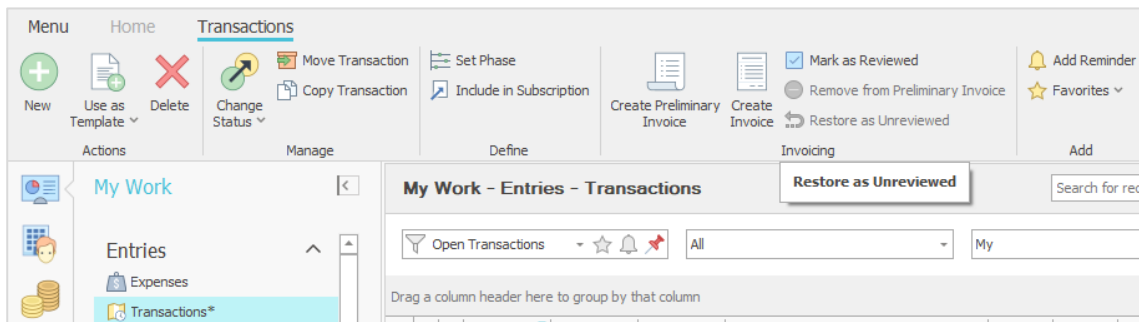 Menu Home Transactions
New
Use as
Template
Delete
Change
Status
Move Transaction
Copy Transaction
Set Phase
Include in Subscription
Create Preliminary
Invoice
Create
Invoice
Mark as Reviewed
Remove from Preliminary Invoice
Restore as Unreviewed
Add Reminder
Favorites
Actions Manage Define Invoicing Add
My Work
My Work - Entries - Transactions
Restore as Unreviewed
Search for rec
Entries
Open Transactions All My
Expenses
Transactions*
Drag a column header here to group by that column